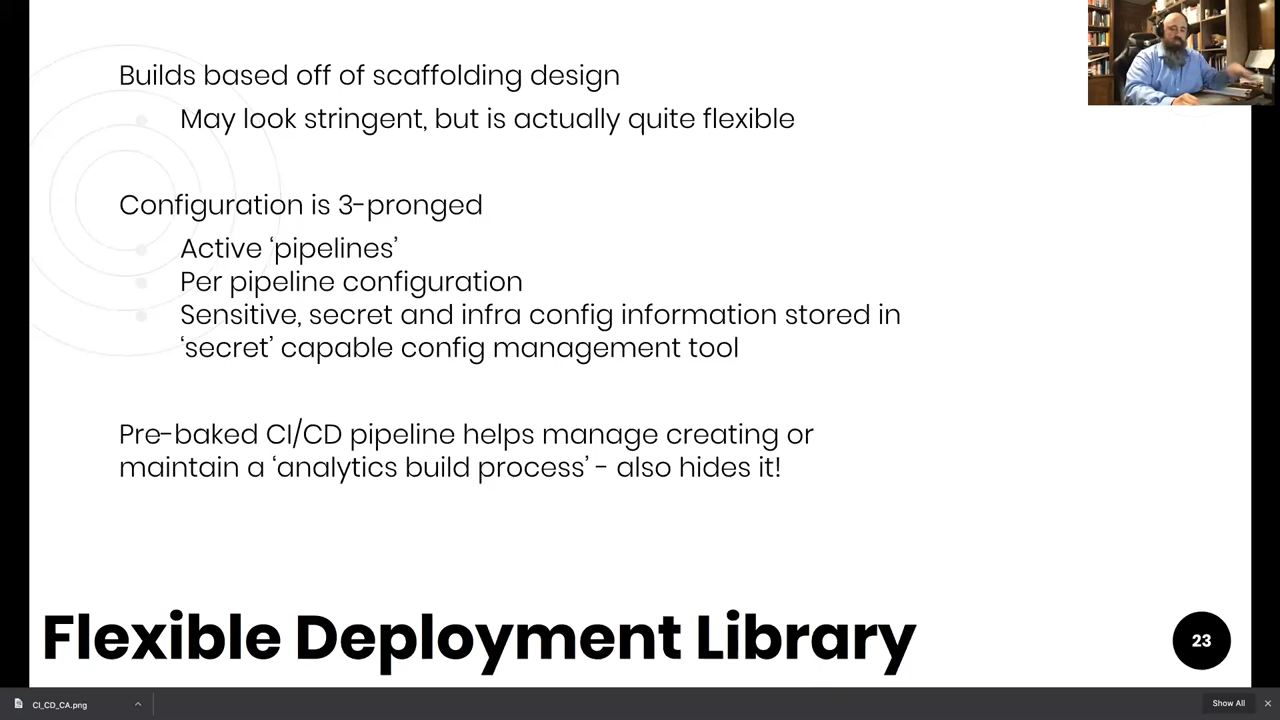 Builds based off of scaffolding design
May look stringent, but is actually quite flexible
Configuration is 3-pronged
Active ‘pipelines’
Per pipeline configuration
Sensitive, secret and infra config information stored in
‘secret’ capable config management tool
Pre-baked CI/CD pipeline helps manage creating or
maintain a ‘analytics build process’ - also hides it!
Flexible Deployment Library
23
CI_CD_CA.png
Show All